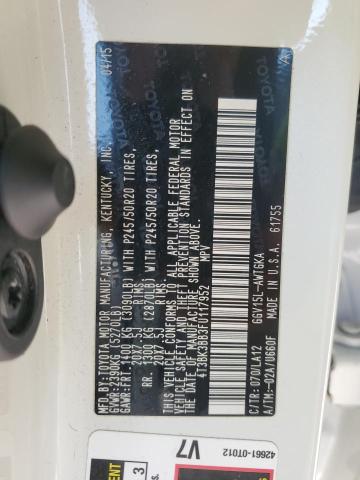 04/15
MFD. BY: TOYOTA MOTOR MANUFACTURING, KENTUCKY, INC.
GVWR: 2390KG (5270LB)
GAWR: FRT. 1400 KG (3090LB) WITH P245/50R20 TIRES,
20X7.5J RIMS.
RR. 1300 KG (2870LB) WITH P245/50R20 TIRES,
20X7.5J RIMS.
THIS VEHICLE CONFORMS TO ALL APPLICABLE FEDERAL MOTOR
VEHICLE SAFETY AND THEFT PREVENTION STANDARDS IN EFFECT ON
THE DATE OF MANUFACTURE SHOWN ABOVE.
4T3BK3BB3FU117952 MPV
C/TR: 070/LA12 GGV15L-AWTGKA
A/TM: -02A/U660F MADE IN U.S.A. 61755
TOYOTA
42661-0T012
V7
3